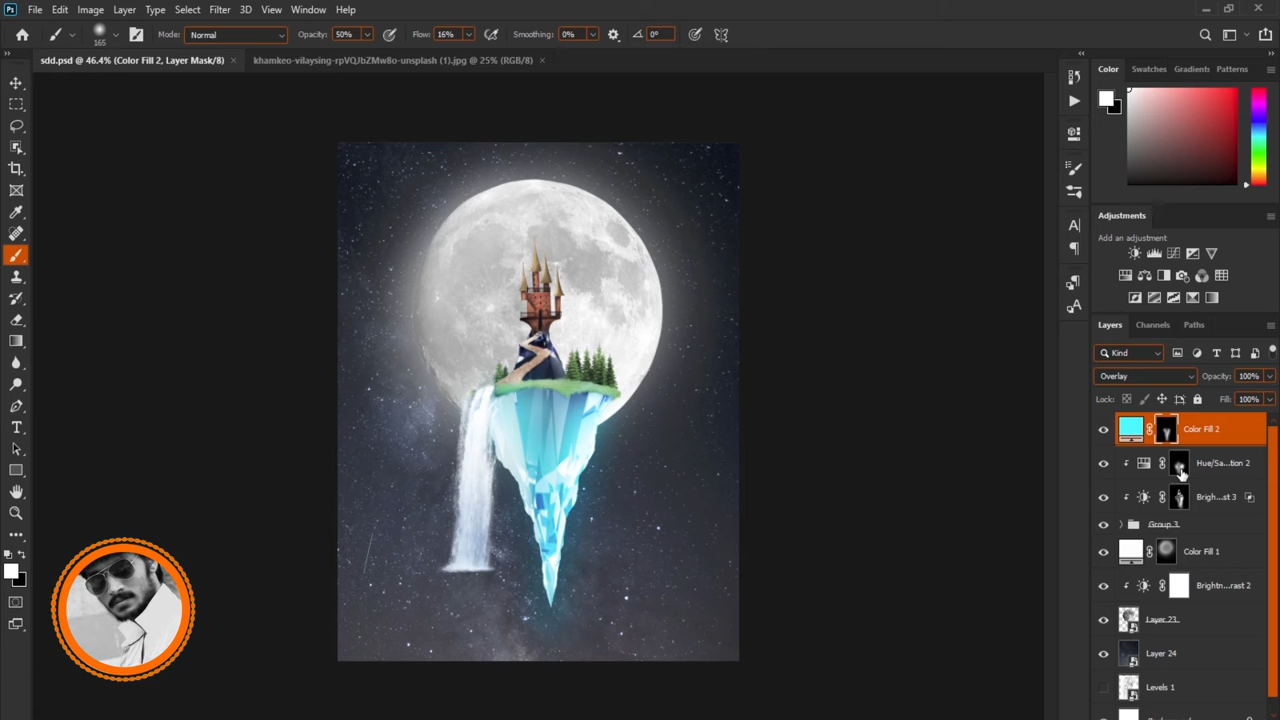 Ps File Edit Image Layer Type Select Filter 3D View Window Help
165 Mode: Normal Opacity: 50% Flow: 16% Smoothing: 0% 0°
sdd.psd @ 46.4% (Color Fill 2, Layer Mask/8) × khamkeo-vilaysing-rpVQJbZMw8o-unsplash (1).jpg @ 25% (RGB/8) ×
Color Swatches Gradients Patterns
Adjustments
Add an adjustment
Layers Channels Paths
Kind
Overlay Opacity: 100%
Lock: Fill: 100%
Color Fill 2
Hue/Sa...tion 2
Brigh...st 3
Group 3
Color Fill 1
Brightn...rast 2
Layer 23
Layer 24
Levels 1